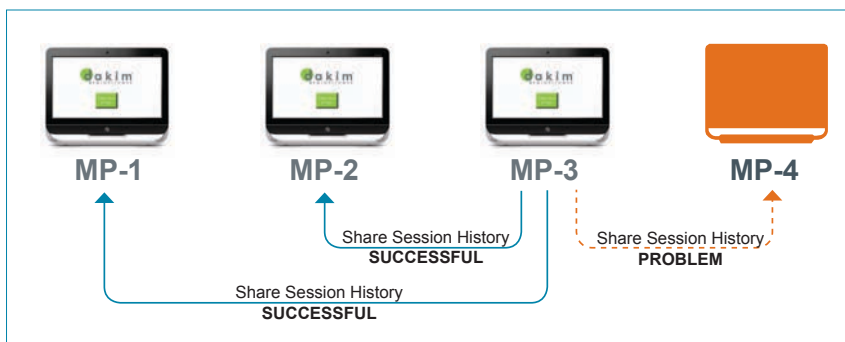 dakim
dakim
dakim
MP-1
MP-2
MP-3
MP-4
Share Session History
SUCCESSFUL
Share Session History
PROBLEM
Share Session History
SUCCESSFUL